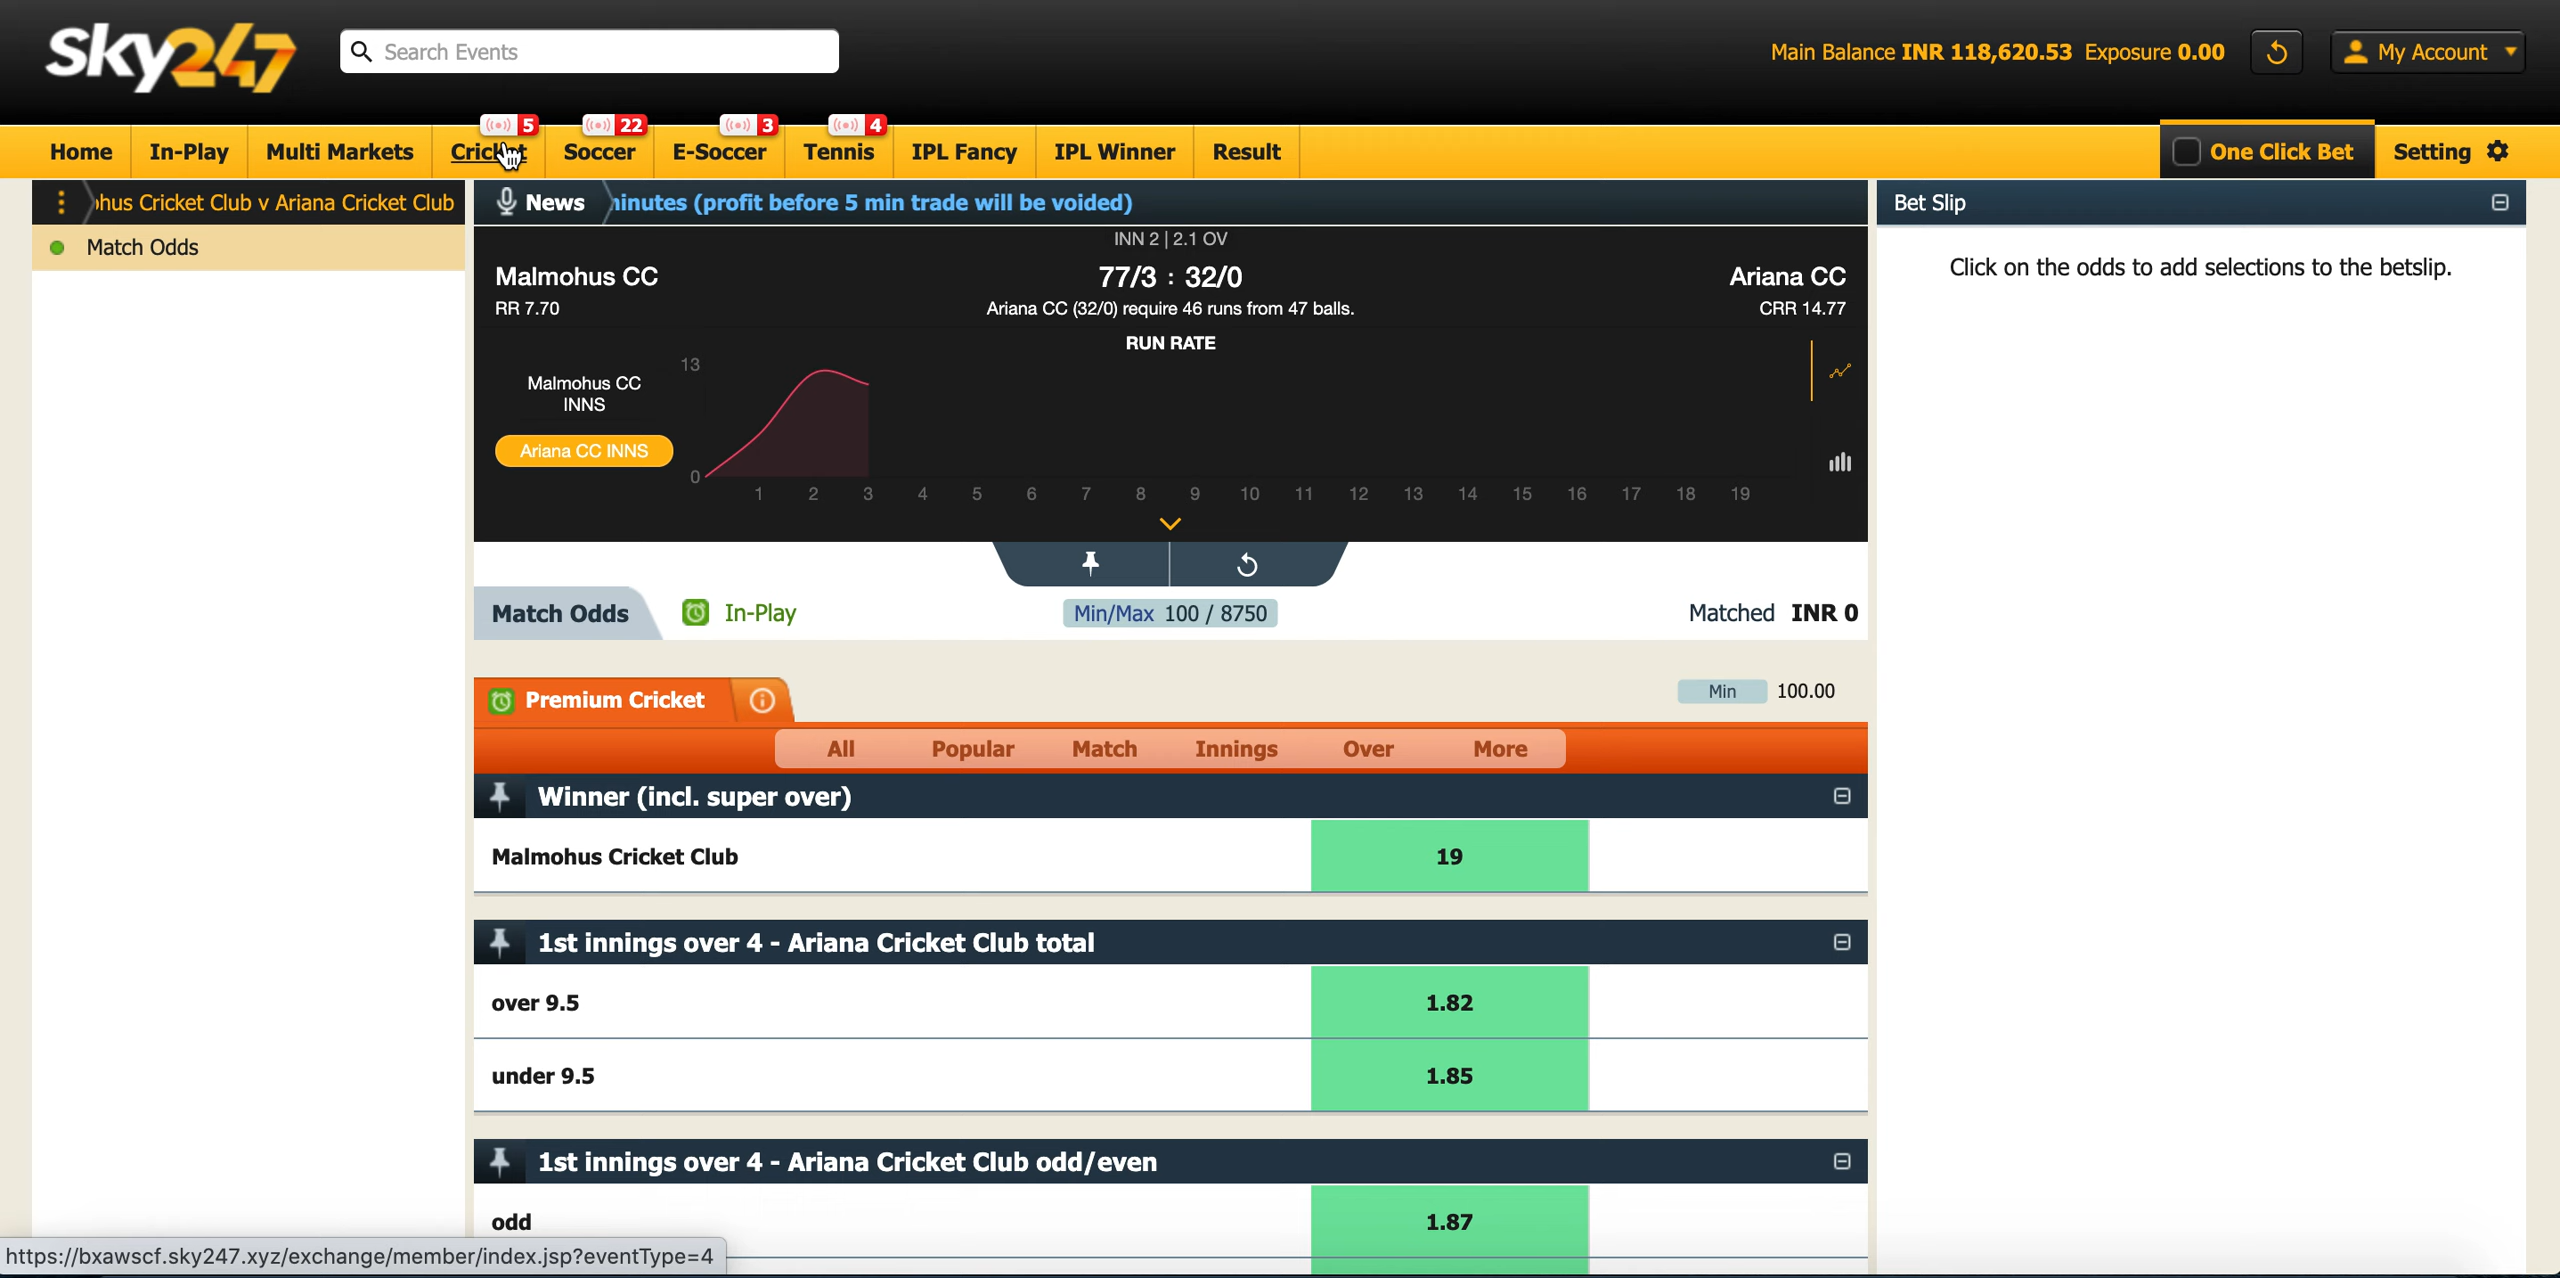 sky247
Search Events
Main Balance INR 118,620.53 Exposure 0.00
My Account
5
22
3
4
Home
In-Play
Multi Markets
Cricket
Soccer
E-Soccer
Tennis
IPL Fancy
IPL Winner
Result
One Click Bet
Setting
hus Cricket Club v Ariana Cricket Club
Match Odds
News
inutes (profit before 5 min trade will be voided)
INN 2 | 2.1 OV
Malmohus CC
77/3 : 32/0
Ariana CC
RR 7.70
Ariana CC (32/0) require 46 runs from 47 balls.
CRR 14.77
RUN RATE
Malmohus CC
INNS
Ariana CC INNS
13
0
1 2 3 4 5 6 7 8 9 10 11 12 13 14 15 16 17 18 19
Match Odds
In-Play
Min/Max 100 / 8750
Matched INR 0
Premium Cricket
Min 100.00
All Popular Match Innings Over More
Winner (incl. super over)
Malmohus Cricket Club 19
1st innings over 4 - Ariana Cricket Club total
over 9.5 1.82
under 9.5 1.85
1st innings over 4 - Ariana Cricket Club odd/even
odd 1.87
Bet Slip
Click on the odds to add selections to the betslip.
https://bxawscf.sky247.xyz/exchange/member/index.jsp?eventType=4